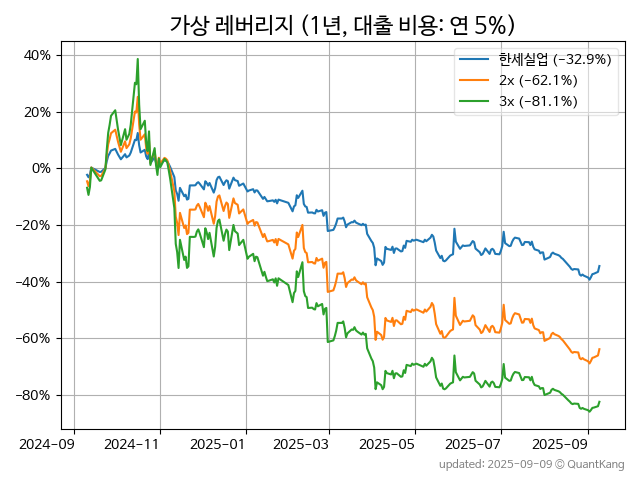 가상 레버리지 (1년, 대출 비용: 연 5%)
한세실업 (-32.9%)
2x (-62.1%)
3x (-81.1%)
40%
20%
0%
-20%
-40%
-60%
-80%
2024-09 2024-11 2025-01 2025-03 2025-05 2025-07 2025-09
updated: 2025-09-09 © QuantKang